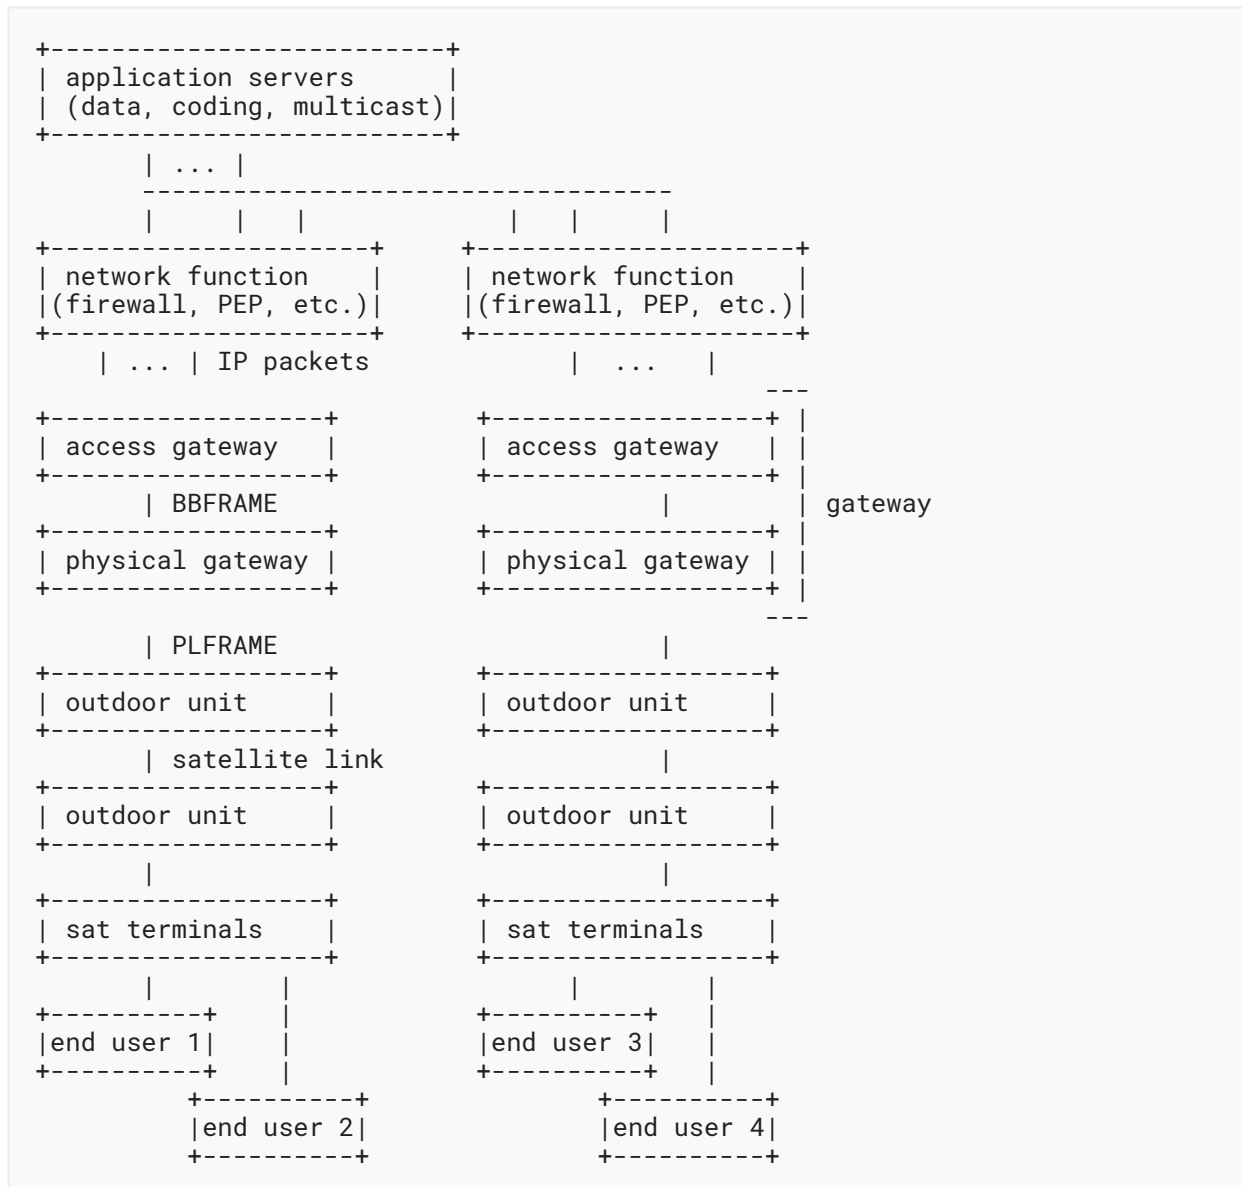 +--------------------------+
| application servers      |
| (data, coding, multicast)|
+--------------------------+
       | ... |
       -----------------------------------
       |     |   |             |   |     |
+---------------------+     +---------------------+
| network function    |     | network function    |
|(firewall, PEP, etc.)|     |(firewall, PEP, etc.)|
+---------------------+     +---------------------+
    | ... | IP packets             |  ...   |
                                                ---
+------------------+         +------------------+ |
| access gateway   |         | access gateway   | |
+------------------+         +------------------+ |
       | BBFRAME                         |        | gateway
+------------------+         +------------------+ |
| physical gateway |         | physical gateway | |
+------------------+         +------------------+ |
                                                ---
       | PLFRAME                         |
+------------------+         +------------------+
| outdoor unit     |         | outdoor unit     |
+------------------+         +------------------+
       | satellite link                  |
+------------------+         +------------------+
| outdoor unit     |         | outdoor unit     |
+------------------+         +------------------+
       |                                 |
+------------------+         +------------------+
| sat terminals    |         | sat terminals    |
+------------------+         +------------------+
       |        |                  |        |
+----------+    |            +----------+   |
|end user 1|    |            |end user 3|   |
+----------+    |            +----------+   |
          +----------+               +----------+
          |end user 2|               |end user 4|
          +----------+               +----------+